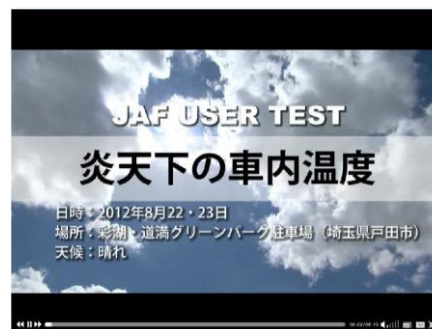 JAF USER TEST
炎天下の車内温度
日時：2012年8月22・23日
場所：彩湖・道満グリーンパーク駐車場（埼玉県戸田市）
天候：晴れ